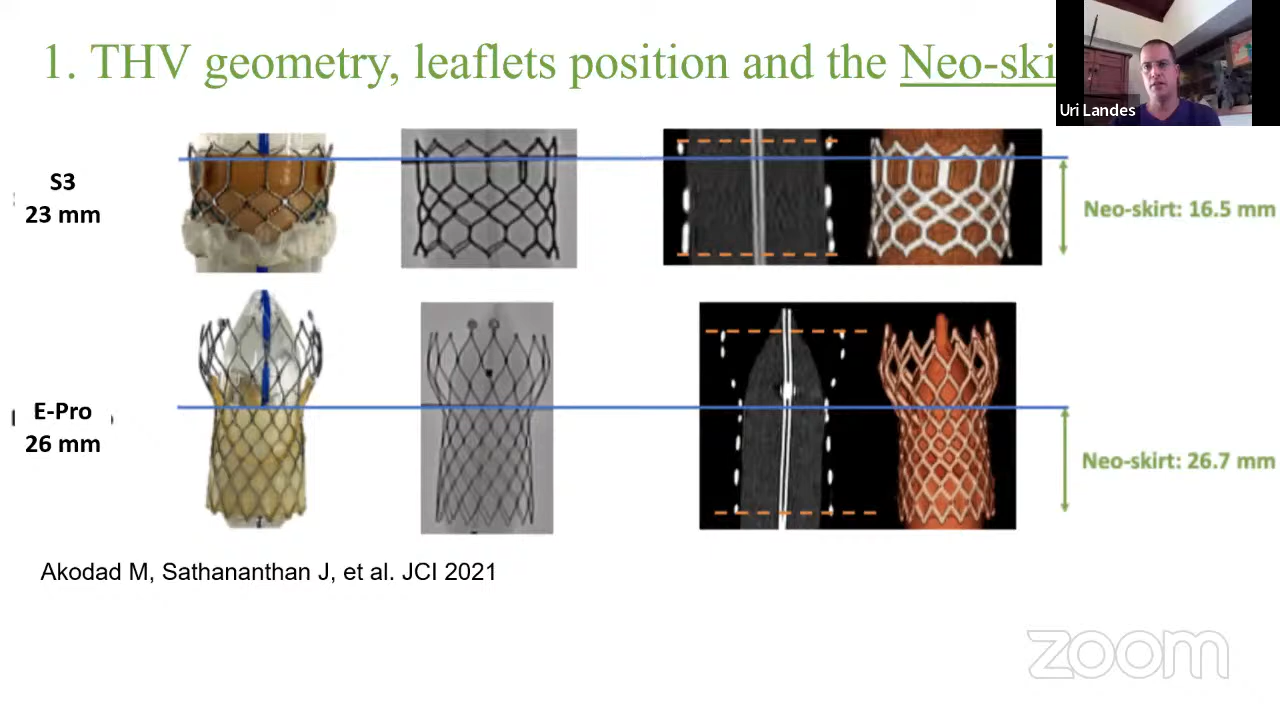 1. THV geometry, leaflets position and the Neo-ski
Uri Landes
S3
23 mm
Neo-skirt: 16.5 mm
E-Pro
26 mm
Neo-skirt: 26.7 mm
Akodad M, Sathananthan J, et al. JCI 2021
zoom